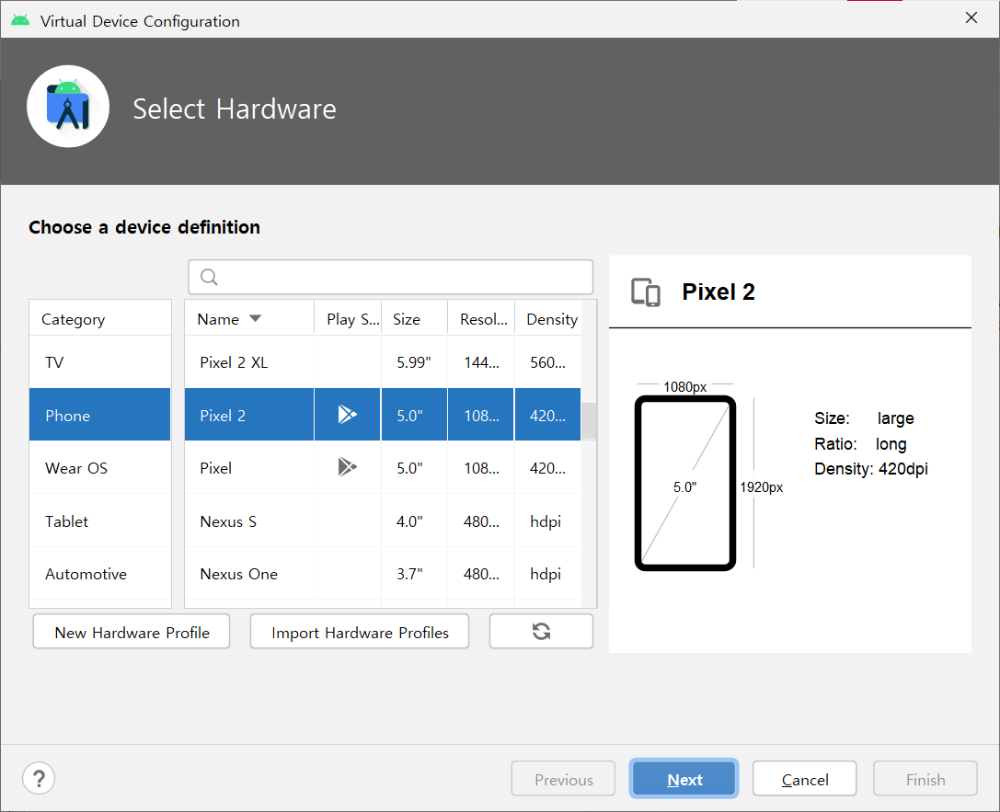 Virtual Device Configuration
Select Hardware
Choose a device definition
Category
Name Play S... Size Resol... Density
TV
Pixel 2 XL 5.99" 144... 560...
Phone
Pixel 2 5.0" 108... 420...
Wear OS
Pixel 5.0" 108... 420...
Tablet
Nexus S 4.0" 480... hdpi
Automotive
Nexus One 3.7" 480... hdpi
New Hardware Profile
Import Hardware Profiles
Pixel 2
1080px
5.0"
1920px
Size: large
Ratio: long
Density: 420dpi
?
Previous
Next
Cancel
Finish